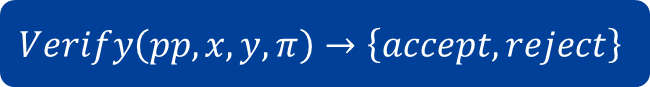 Verify(pp, x, y, π) → {accept, reject}